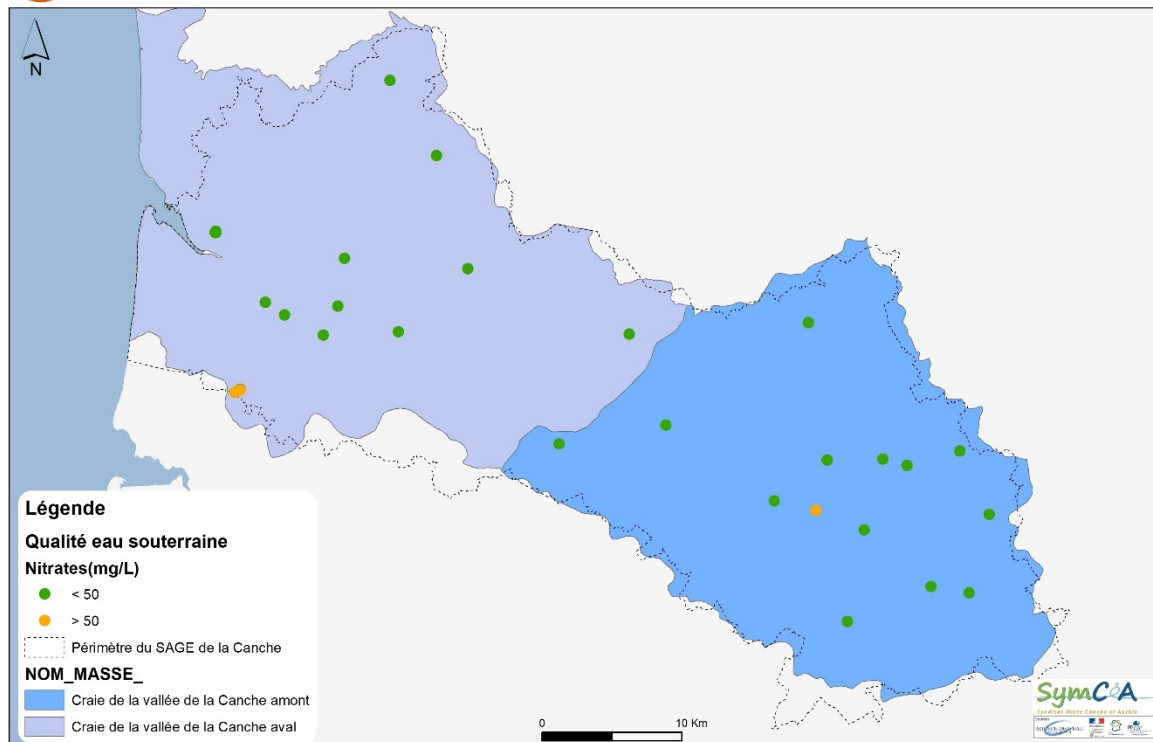 N
Légende
Qualité eau souterraine
Nitrates(mg/L)
< 50
> 50
Périmètre du SAGE de la Canche
NOM_MASSE_
Craie de la vallée de la Canche amont
Craie de la vallée de la Canche aval
0 10 Km
SymCéA
Syndicat Mixte Canche et Authie